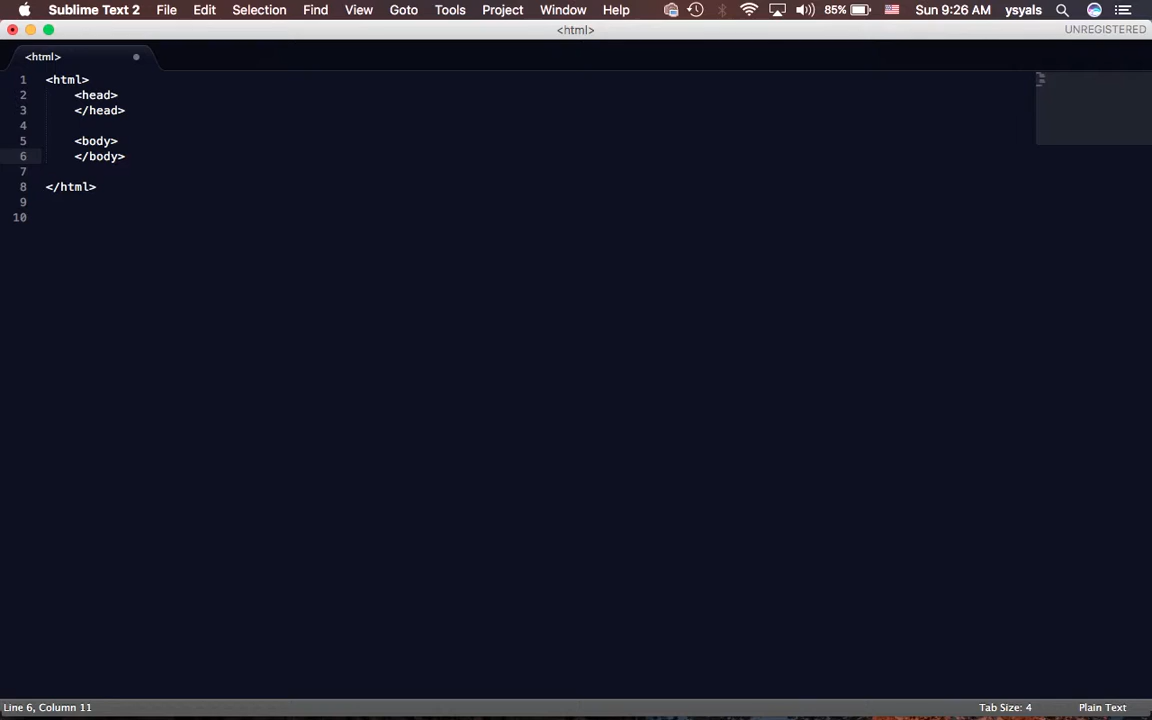 Sublime Text 2 File Edit Selection Find View Goto Tools Project Window Help 85% Sun 9:26 AM ysyals
<html> UNREGISTERED
<html>
1 <html>
2 <head>
3 </head>
4
5 <body>
6 </body>
7
8 </html>
9
10
Line 6, Column 11 Tab Size: 4 Plain Text